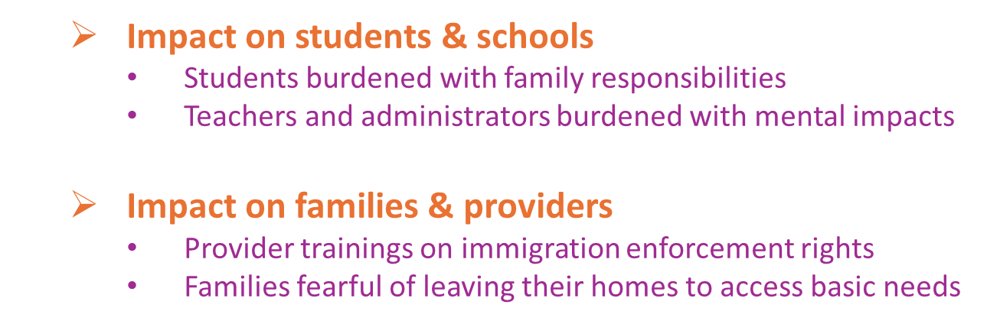 ➢ Impact on students & schools
• Students burdened with family responsibilities
• Teachers and administrators burdened with mental impacts
➢ Impact on families & providers
• Provider trainings on immigration enforcement rights
• Families fearful of leaving their homes to access basic needs